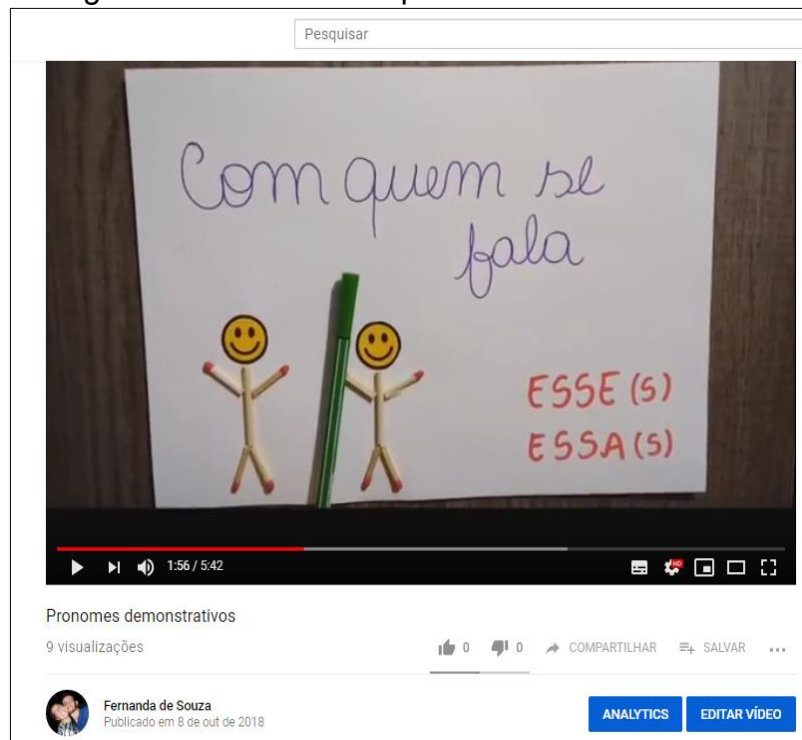 Pesquisar
Com quem se
fala
ESSE (S)
ESSA (S)
1:56 / 5:42
HD
Pronomes demonstrativos
9 visualizações
0 0 COMPARTILHAR SALVAR ...
Fernanda de Souza
Publicado em 8 de out de 2018
ANALYTICS EDITAR VÍDEO